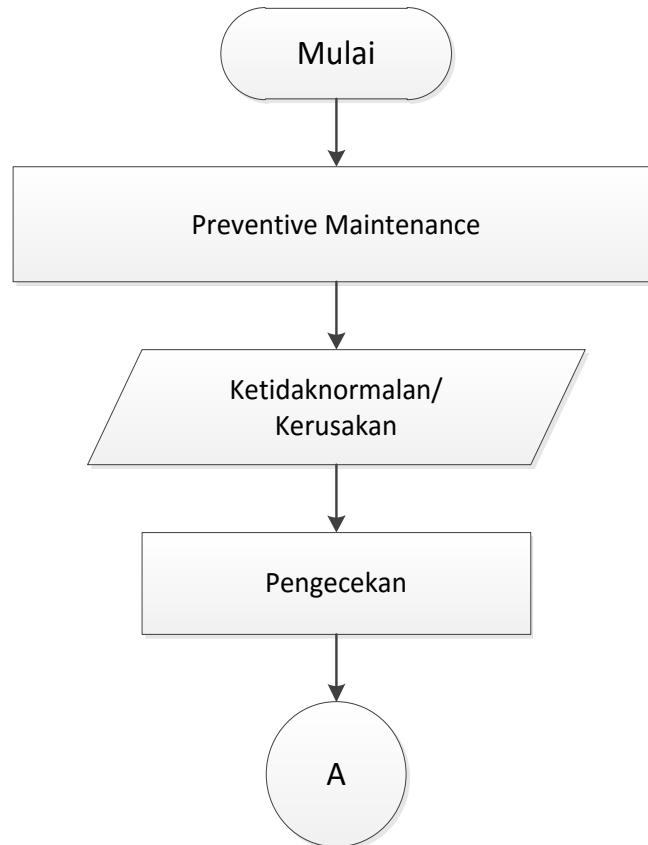 Mulai
Preventive Maintenance
Ketidaknormalan/
Kerusakan
Pengecekan
A